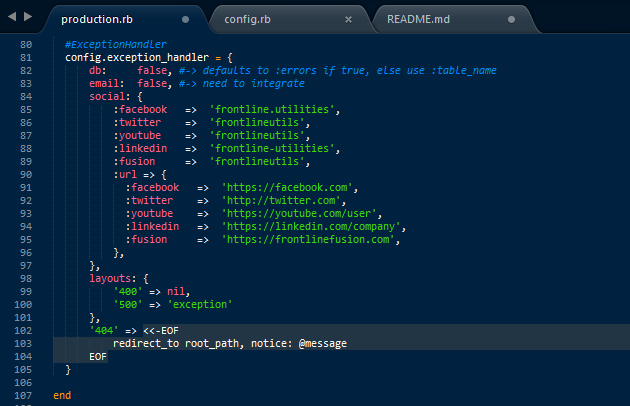 production.rb
config.rb
README.md
80 #ExceptionHandler
81 config.exception_handler = {
82 db: false, #-> defaults to :errors if true, else use :table_name
83 email: false, #-> need to integrate
84 social: {
85 :facebook => 'frontline.utilities',
86 :twitter => 'frontlineutils',
87 :youtube => 'frontlineutils',
88 :linkedin => 'frontline-utilities',
89 :fusion => 'frontlineutils',
90 :url => {
91 :facebook => 'https://facebook.com',
92 :twitter => 'http://twitter.com',
93 :youtube => 'https://youtube.com/user',
94 :linkedin => 'https://linkedin.com/company',
95 :fusion => 'https://frontlinefusion.com',
96 },
97 },
98 layouts: {
99 '400' => nil,
100 '500' => 'exception'
101 },
102 '404' => <<-EOF
103 redirect_to root_path, notice: @message
104 EOF
105 }
106
107 end